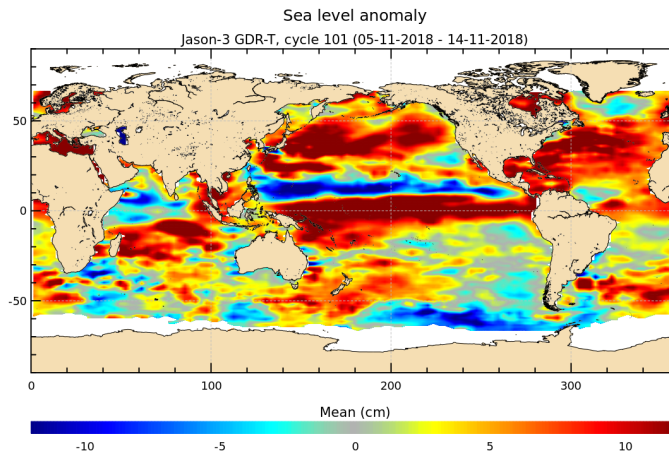 Sea level anomaly
Jason-3 GDR-T, cycle 101 (05-11-2018 - 14-11-2018)
50
0
-50
0 100 200 300
Mean (cm)
-10 -5 0 5 10